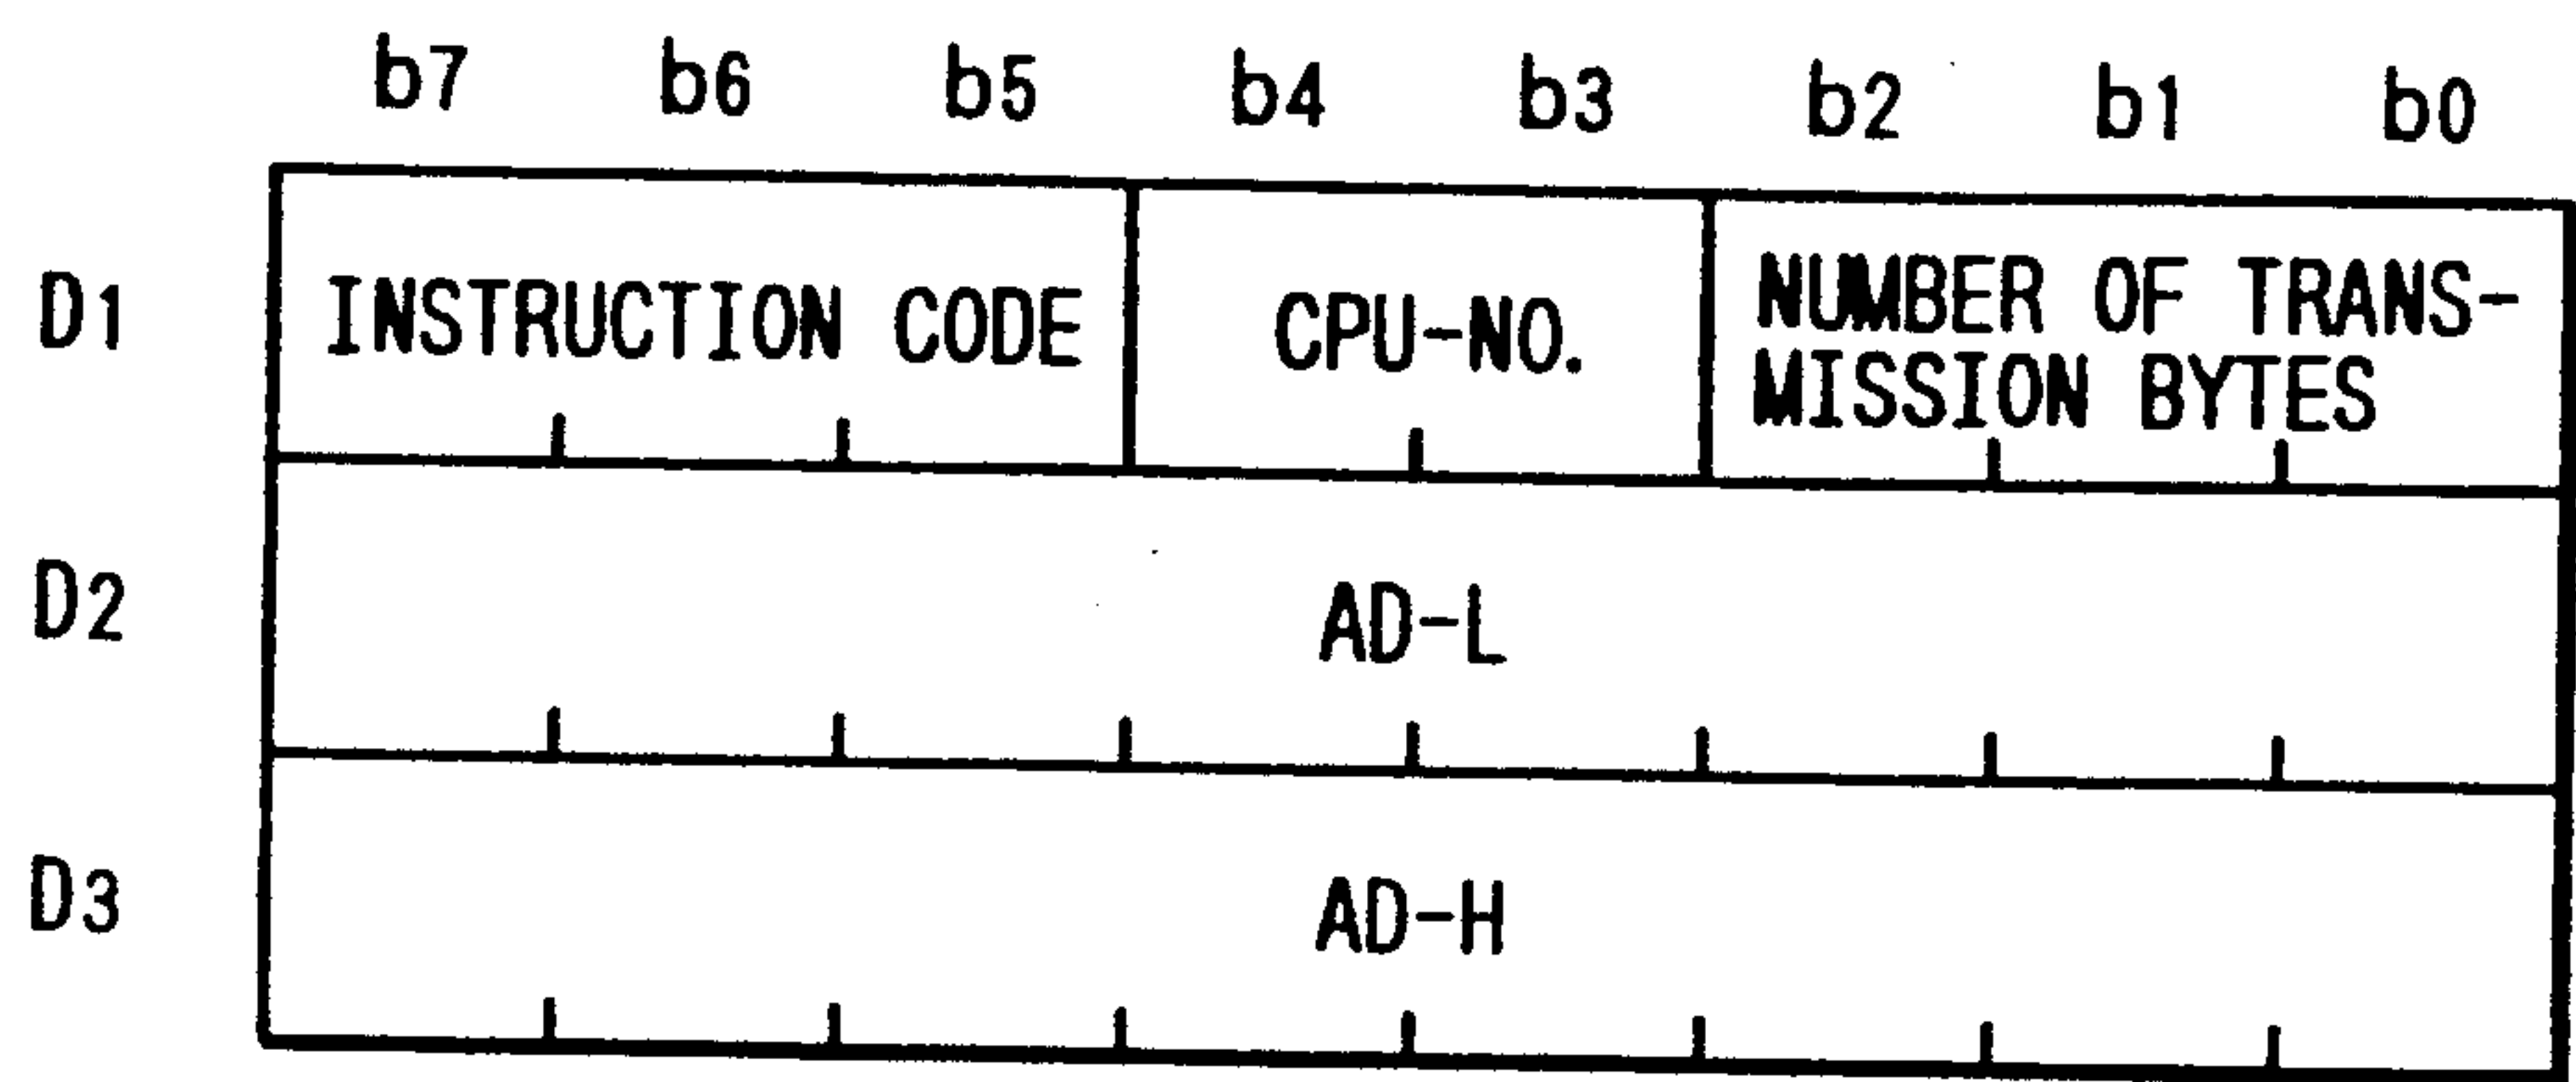 b7 b6 b5 b4 b3 b2 b1 b0
D1 INSTRUCTION CODE CPU-NO. NUMBER OF TRANS-
MISSION BYTES
D2 AD-L
D3 AD-H